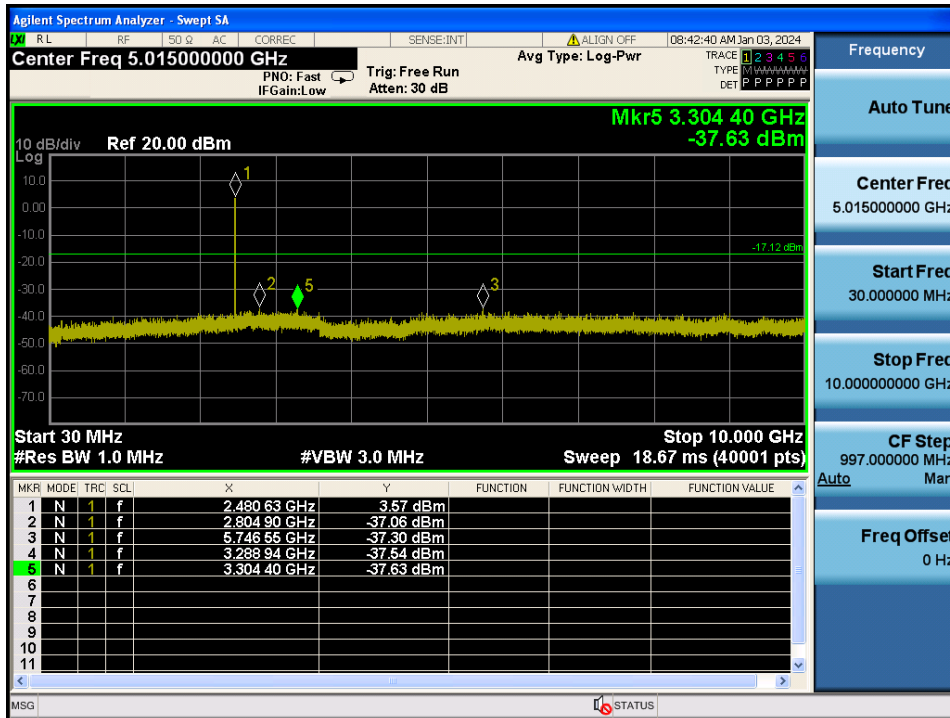 Agilent Spectrum Analyzer - Swept SA
LXI RL RF 50 Ω AC CORREC SENSE:INT ALIGN OFF 08:42:40 AM Jan 03, 2024
Center Freq 5.015000000 GHz
PNO: Fast
IFGain:Low
Trig: Free Run
Atten: 30 dB
Avg Type: Log-Pwr
TRACE 1 2 3 4 5 6
TYPE M WWWWW
DET P P P P P P
Mkr5 3.304 40 GHz
-37.63 dBm
10 dB/div Ref 20.00 dBm
Log
10.0
0.00
-10.0
-20.0
-30.0
-40.0
-50.0
-60.0
-70.0
1
-17.12 dBm
2
5
3
Start 30 MHz Stop 10.000 GHz
#Res BW 1.0 MHz #VBW 3.0 MHz Sweep 18.67 ms (40001 pts)
MKR MODE TRC SCL X Y FUNCTION FUNCTION WIDTH FUNCTION VALUE
1 N 1 f 2.480 63 GHz 3.57 dBm
2 N 1 f 2.804 90 GHz -37.06 dBm
3 N 1 f 5.746 55 GHz -37.30 dBm
4 N 1 f 3.288 94 GHz -37.54 dBm
5 N 1 f 3.304 40 GHz -37.63 dBm
6
7
8
9
10
11
MSG STATUS
Frequency
Auto Tune
Center Freq
5.015000000 GHz
Start Freq
30.000000 MHz
Stop Freq
10.000000000 GHz
CF Step
997.000000 MHz
Auto Man
Freq Offset
0 Hz